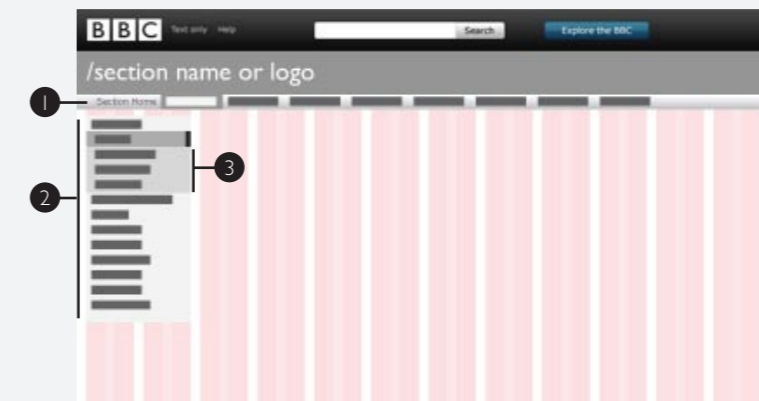 BBC Text only Help Search Explore the BBC
/section name or logo
1 Section Home
3
2